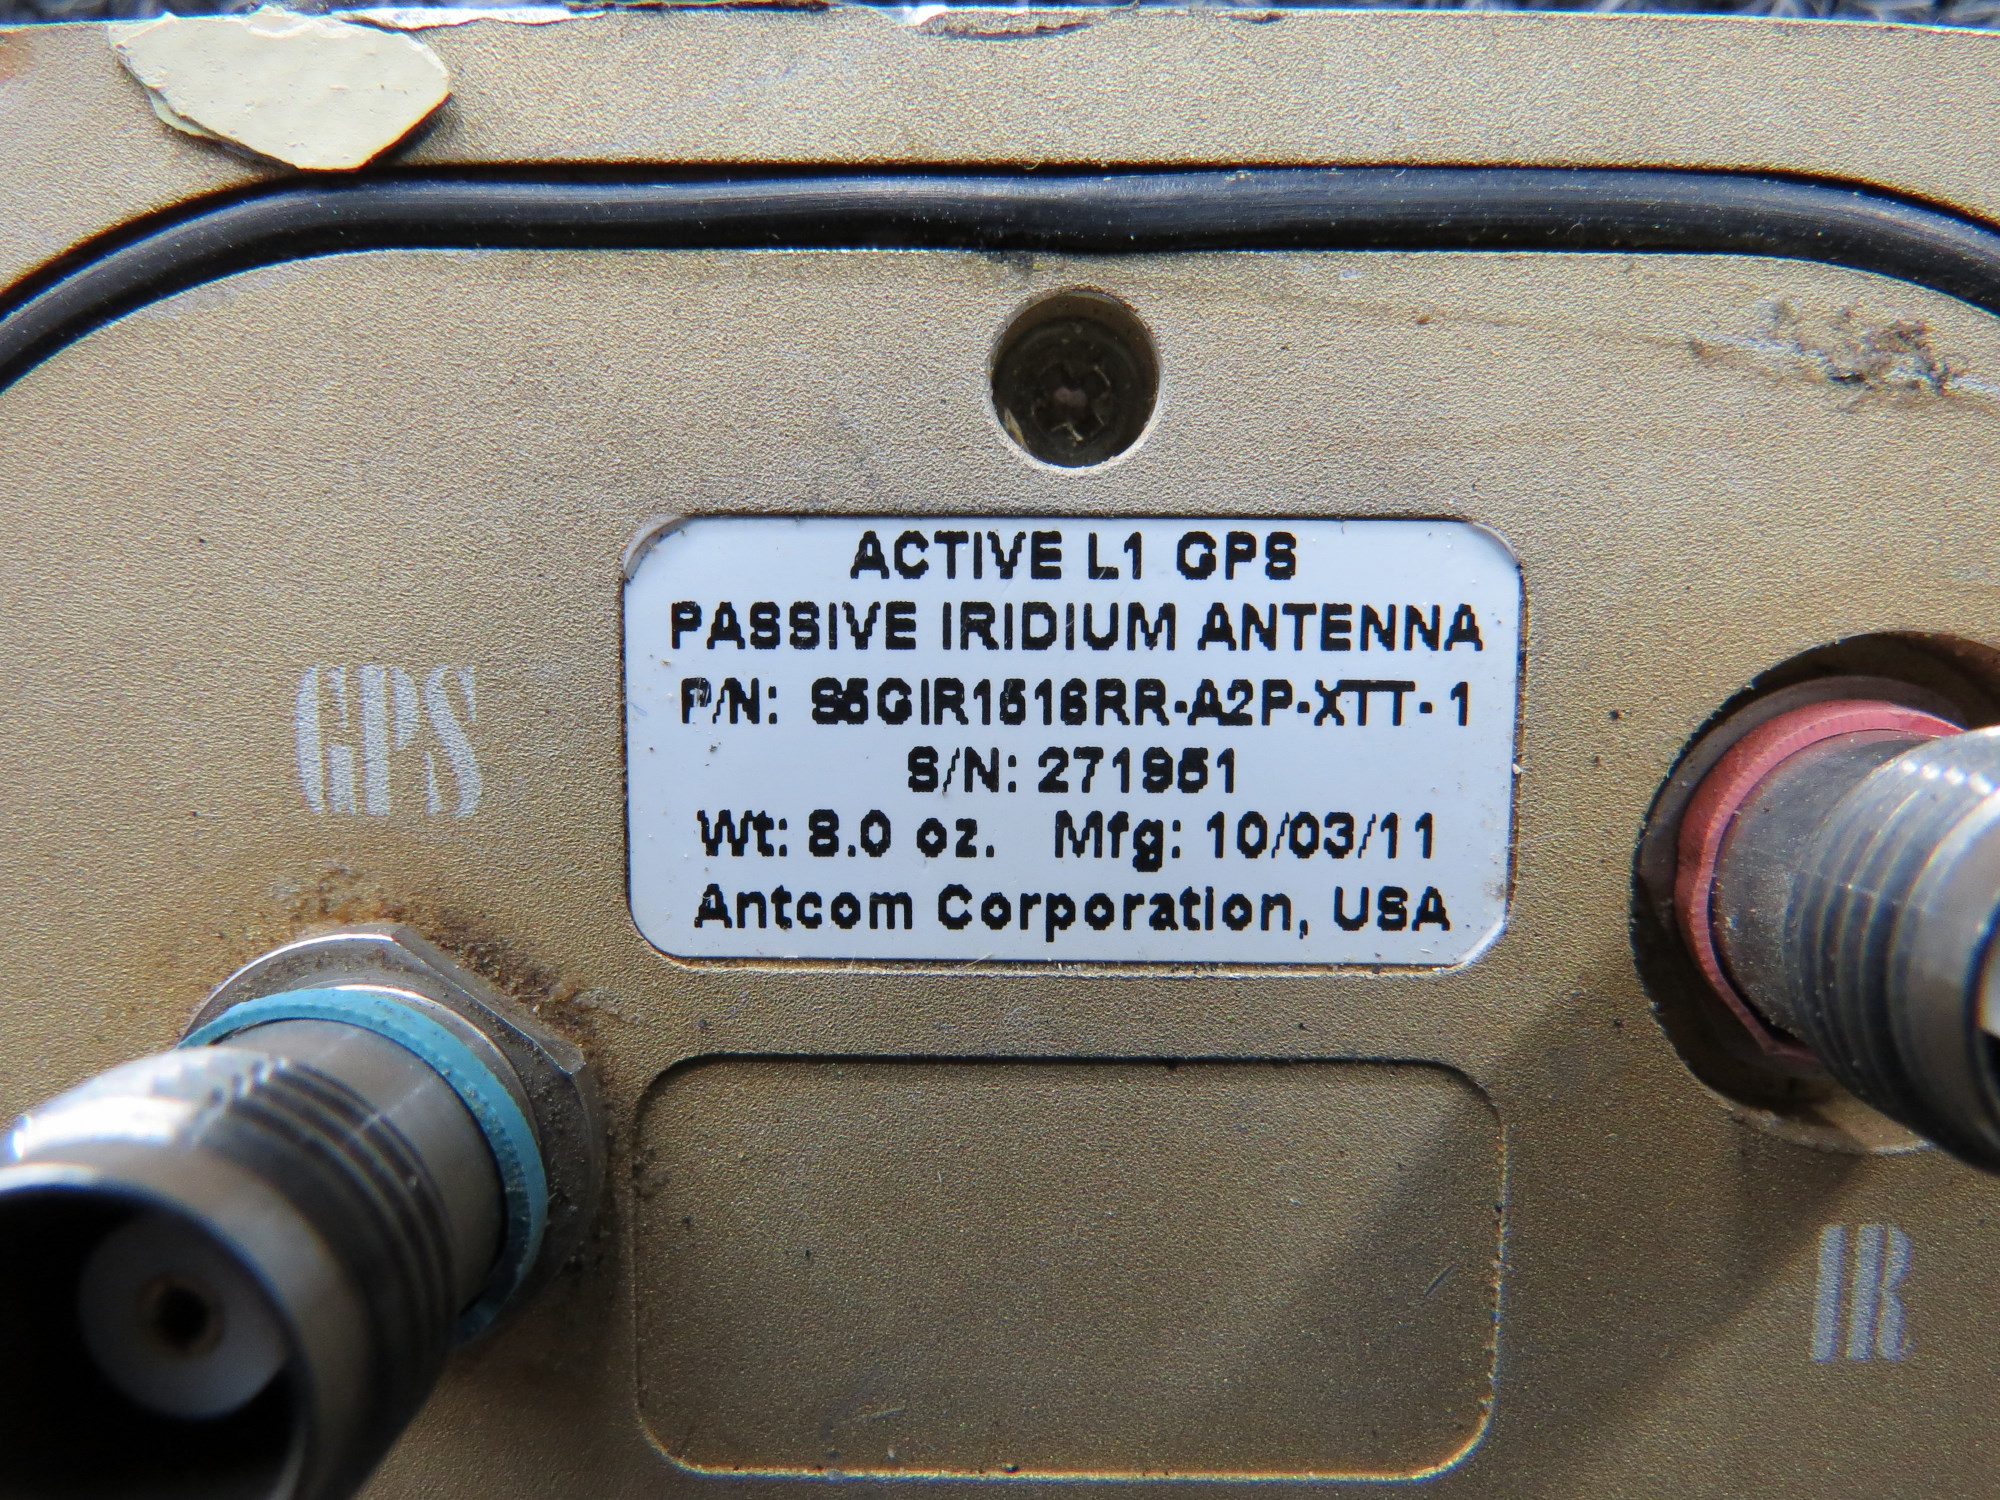 ACTIVE L1 GPS
PASSIVE IRIDIUM ANTENNA
P/N: S5GIR1516RR-A2P-XTT-1
S/N: 271951
Wt: 8.0 oz. Mfg: 10/03/11
Antcom Corporation, USA
GPS
IR